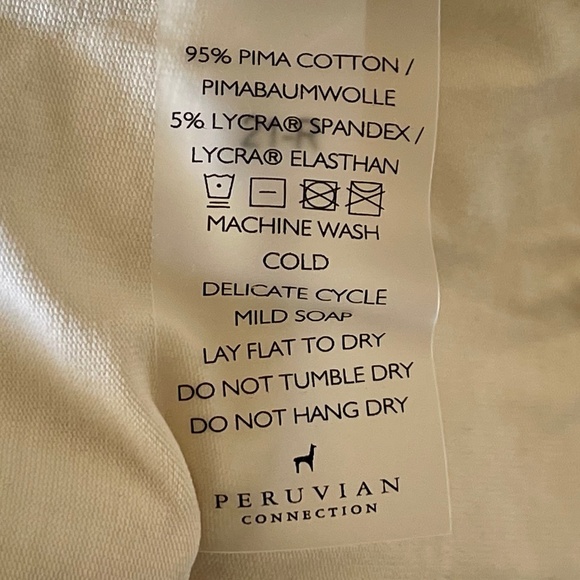 95% PIMA COTTON /
PIMABAUMWOLLE
5% LYCRA® SPANDEX /
LYCRA® ELASTHAN
MACHINE WASH
COLD
DELICATE CYCLE
MILD SOAP
LAY FLAT TO DRY
DO NOT TUMBLE DRY
DO NOT HANG DRY
PERUVIAN
CONNECTION